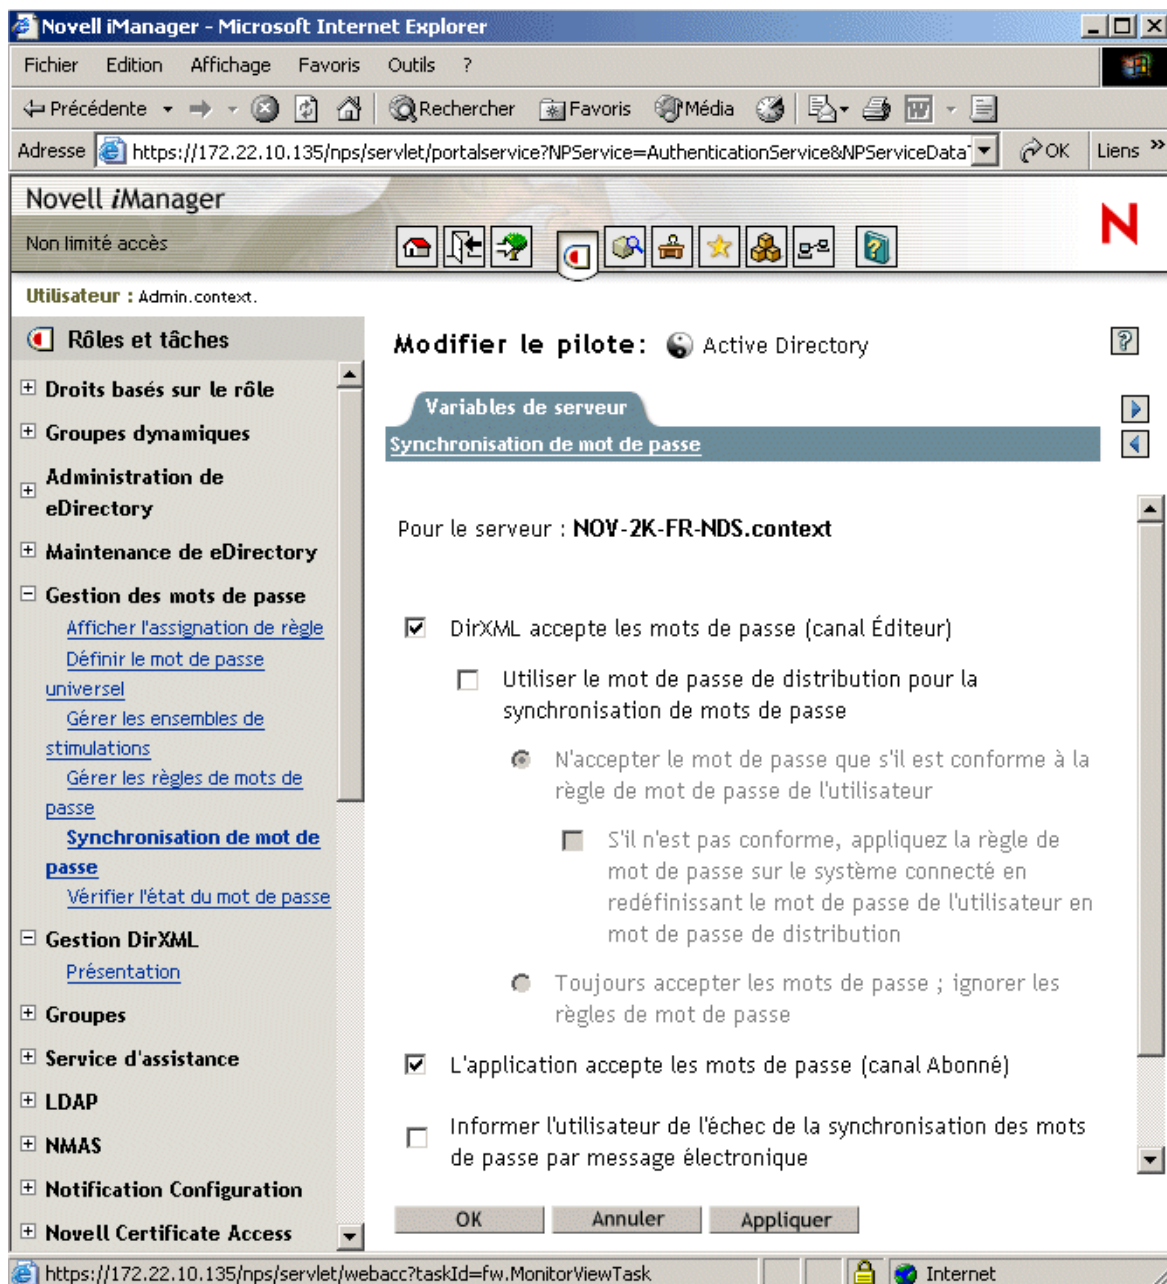 Novell iManager - Microsoft Internet Explorer
Fichier Edition Affichage Favoris Outils ?
Précédente Rechercher Favoris Média
Adresse https://172.22.10.135/nps/servlet/portalservice?NPService=AuthenticationService&NPServiceData OK Liens »
Novell iManager
Non limité accès
N
Utilisateur : Admin.context.
Rôles et tâches
Droits basés sur le rôle
Groupes dynamiques
Administration de
eDirectory
Maintenance de eDirectory
Gestion des mots de passe
Afficher l'assignation de règle
Définir le mot de passe
universel
Gérer les ensembles de
stimulations
Gérer les règles de mots de
passe
Synchronisation de mot de
passe
Vérifier l'état du mot de passe
Gestion DirXML
Présentation
Groupes
Service d'assistance
LDAP
NMAS
Notification Configuration
Novell Certificate Access
Modifier le pilote: Active Directory
Variables de serveur
Synchronisation de mot de passe
Pour le serveur : NOV-2K-FR-NDS.context
DirXML accepte les mots de passe (canal Éditeur)
Utiliser le mot de passe de distribution pour la
synchronisation de mots de passe
N'accepter le mot de passe que s'il est conforme à la
règle de mot de passe de l'utilisateur
S'il n'est pas conforme, appliquez la règle de
mot de passe sur le système connecté en
redéfinissant le mot de passe de l'utilisateur en
mot de passe de distribution
Toujours accepter les mots de passe ; ignorer les
règles de mot de passe
L'application accepte les mots de passe (canal Abonné)
Informer l'utilisateur de l'échec de la synchronisation des mots
de passe par message électronique
OK Annuler Appliquer
https://172.22.10.135/nps/servlet/webacc?taskId=fw.MonitorViewTask Internet